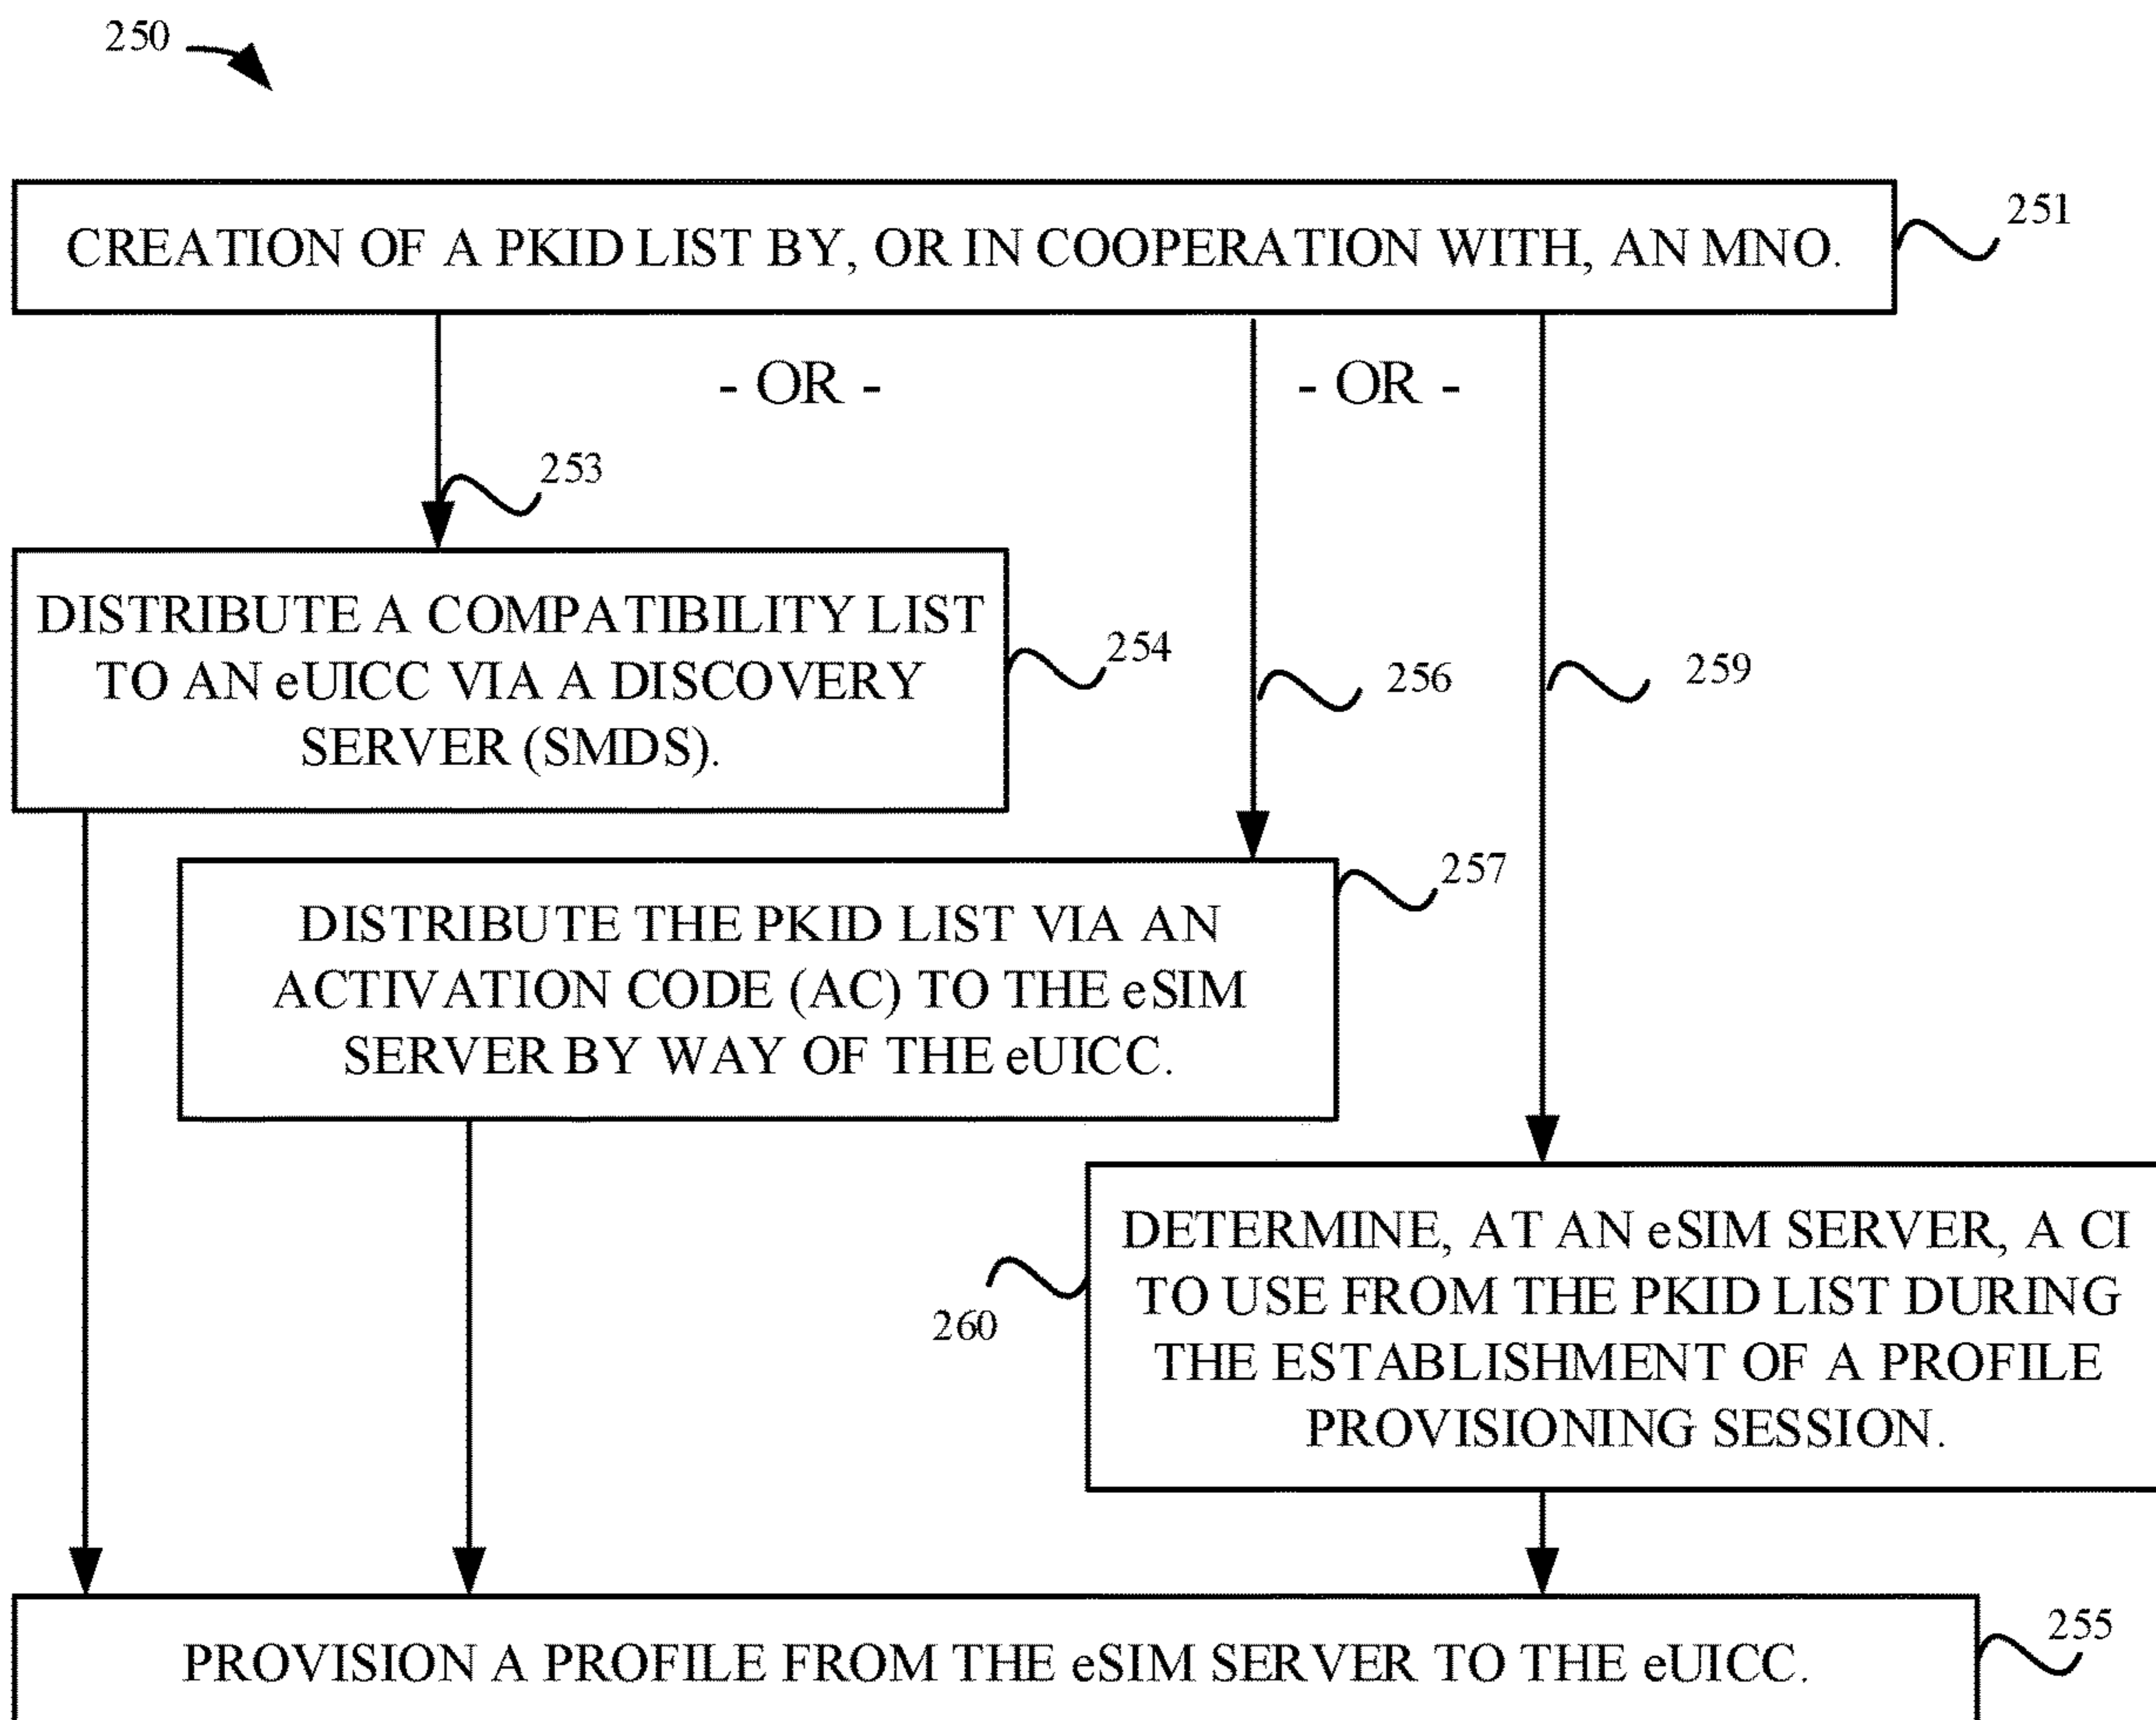 250
CREATION OF A PKID LIST BY, OR IN COOPERATION WITH, AN MNO.
251
- OR -
- OR -
253
DISTRIBUTE A COMPATIBILITY LIST
TO AN eUICC VIA A DISCOVERY
SERVER (SMDS).
254
256
259
257
DISTRIBUTE THE PKID LIST VIA AN
ACTIVATION CODE (AC) TO THE eSIM
SERVER BY WAY OF THE eUICC.
DETERMINE, AT AN eSIM SERVER, A CI
TO USE FROM THE PKID LIST DURING
THE ESTABLISHMENT OF A PROFILE
PROVISIONING SESSION.
260
255
PROVISION A PROFILE FROM THE eSIM SERVER TO THE eUICC.